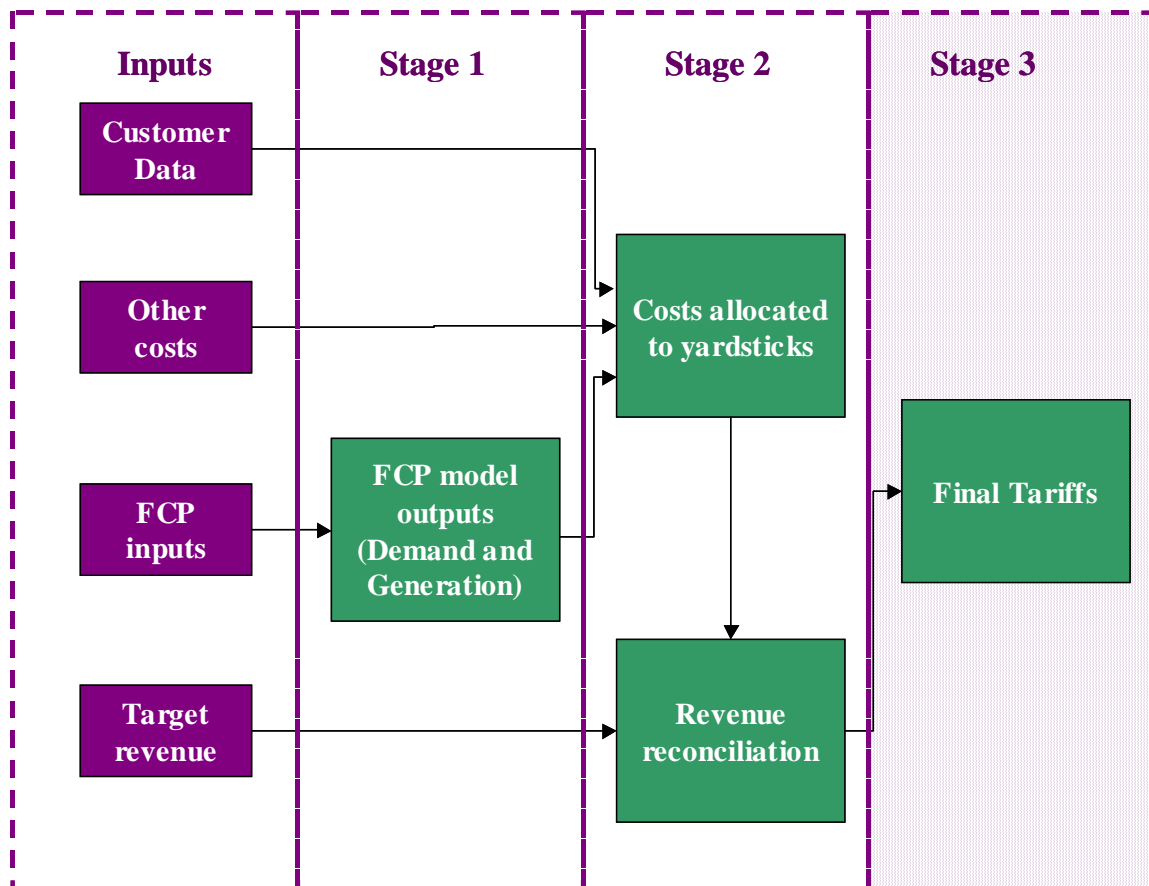 Inputs
Stage 1
Stage 2
Stage 3
Customer
Data
Other
costs
Costs allocated
to yardsticks
FCP
inputs
FCP model
outputs
(Demand and
Generation)
Final Tariffs
Target
revenue
Revenue
reconciliation